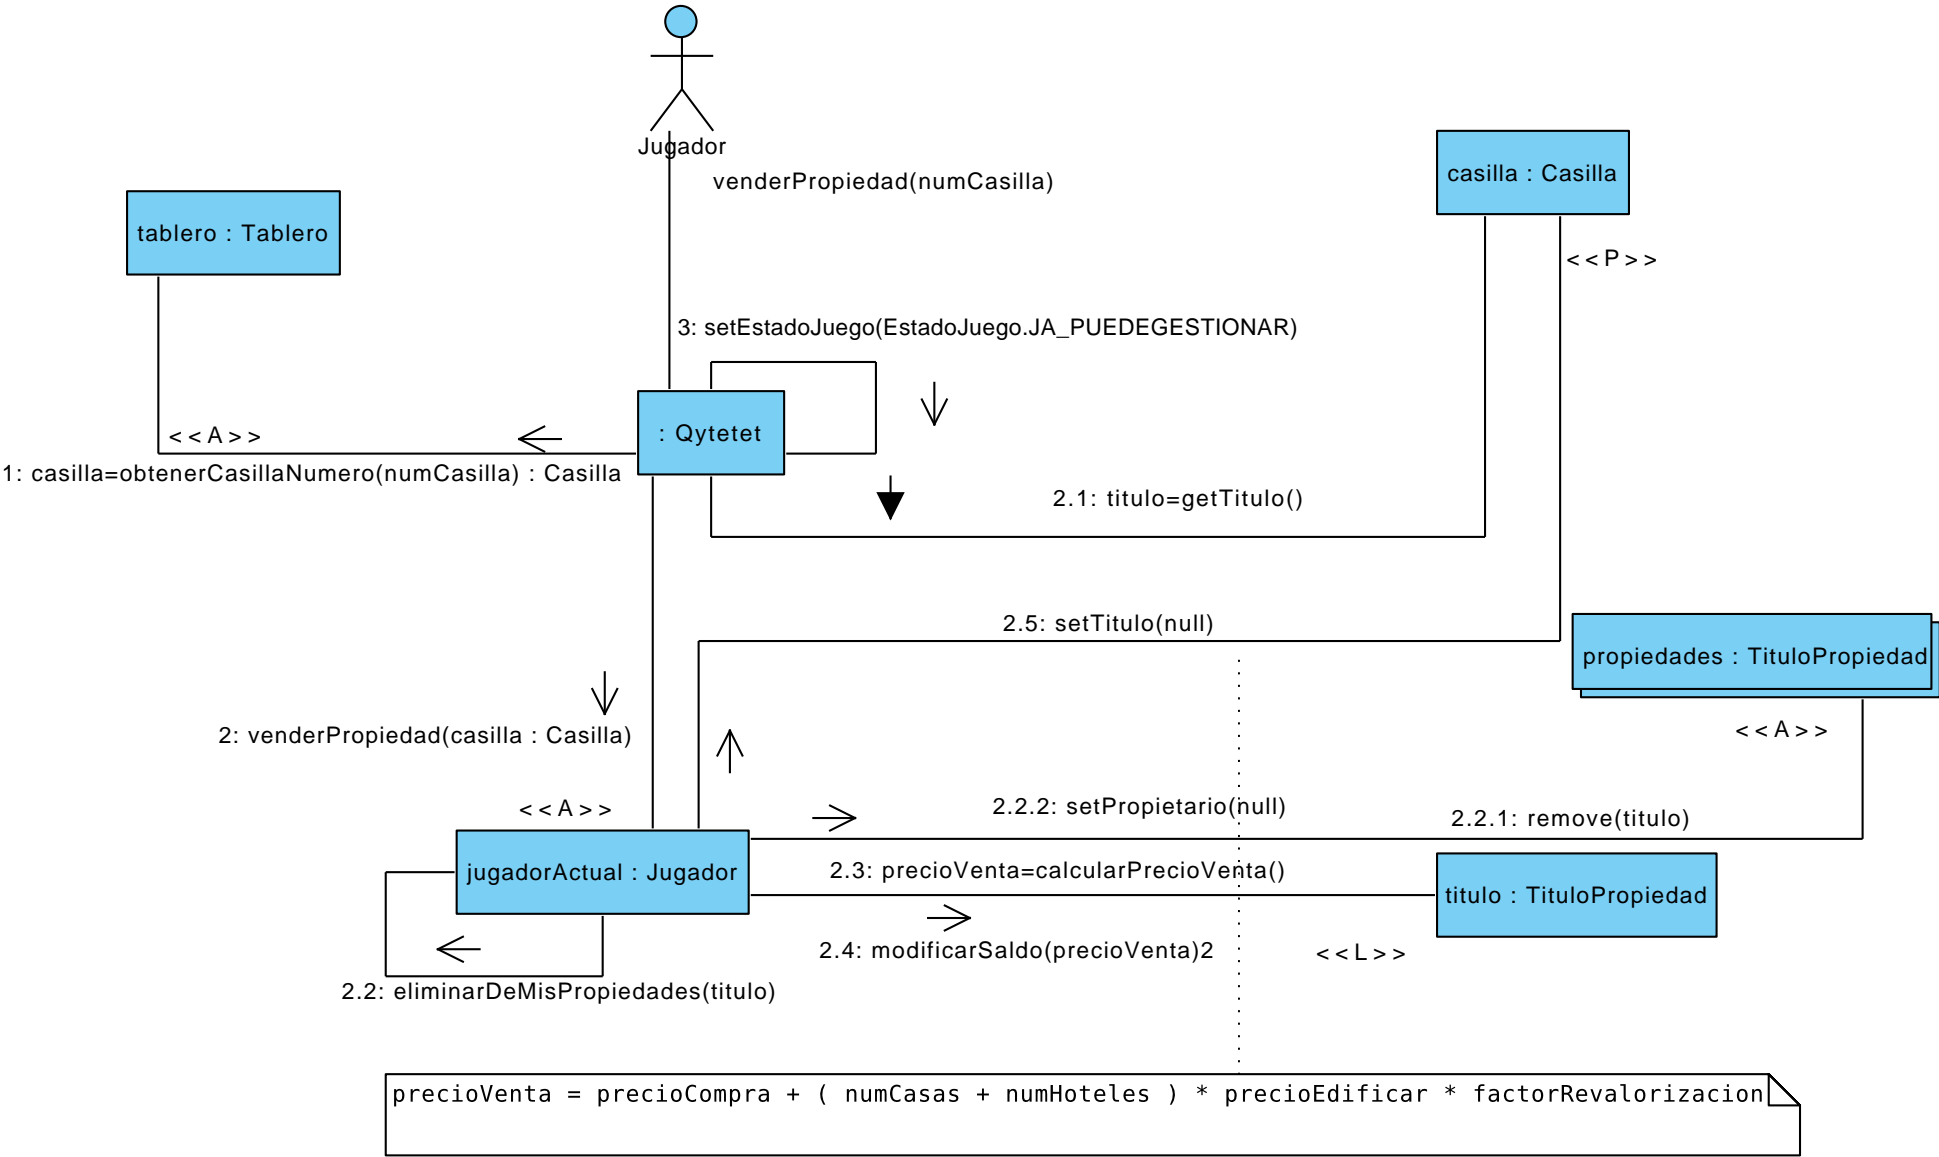 Jugador
venderPropiedad(numCasilla)
casilla : Casilla
tablero : Tablero
<<P>>
3: setEstadoJuego(EstadoJuego.JA_PUEDEGESTIONAR)
: Qytetet
<<A>>
1: casilla=obtenerCasillaNumero(numCasilla) : Casilla
2.1: titulo=getTitulo()
2.5: setTitulo(null)
propiedades : TituloPropiedad
<<A>>
2: venderPropiedad(casilla : Casilla)
<<A>>
2.2.2: setPropietario(null)
2.2.1: remove(titulo)
jugadorActual : Jugador
2.3: precioVenta=calcularPrecioVenta()
titulo : TituloPropiedad
2.4: modificarSaldo(precioVenta)2
<<L>>
2.2: eliminarDeMisPropiedades(titulo)
precioVenta = precioCompra + ( numCasas + numHoteles ) * precioEdificar * factorRevalorizacion